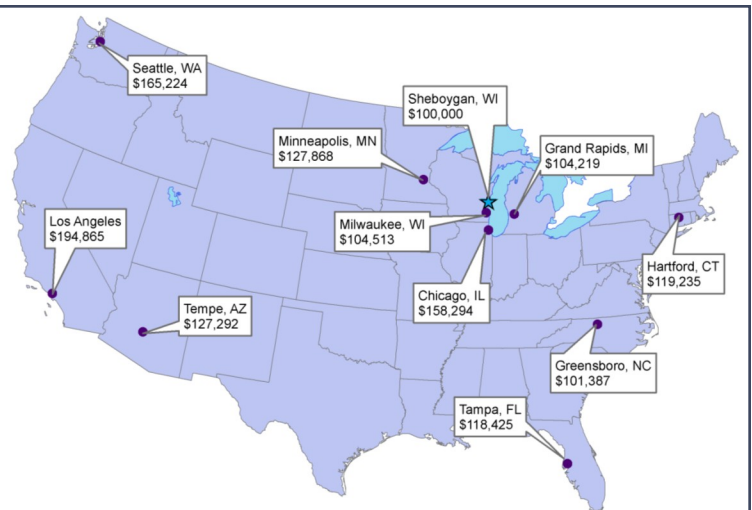 Seattle, WA
$165,224
Sheboygan, WI
$100,000
Minneapolis, MN
$127,868
Grand Rapids, MI
$104,219
Los Angeles
$194,865
Milwaukee, WI
$104,513
Hartford, CT
$119,235
Chicago, IL
$158,294
Tempe, AZ
$127,292
Greensboro, NC
$101,387
Tampa, FL
$118,425